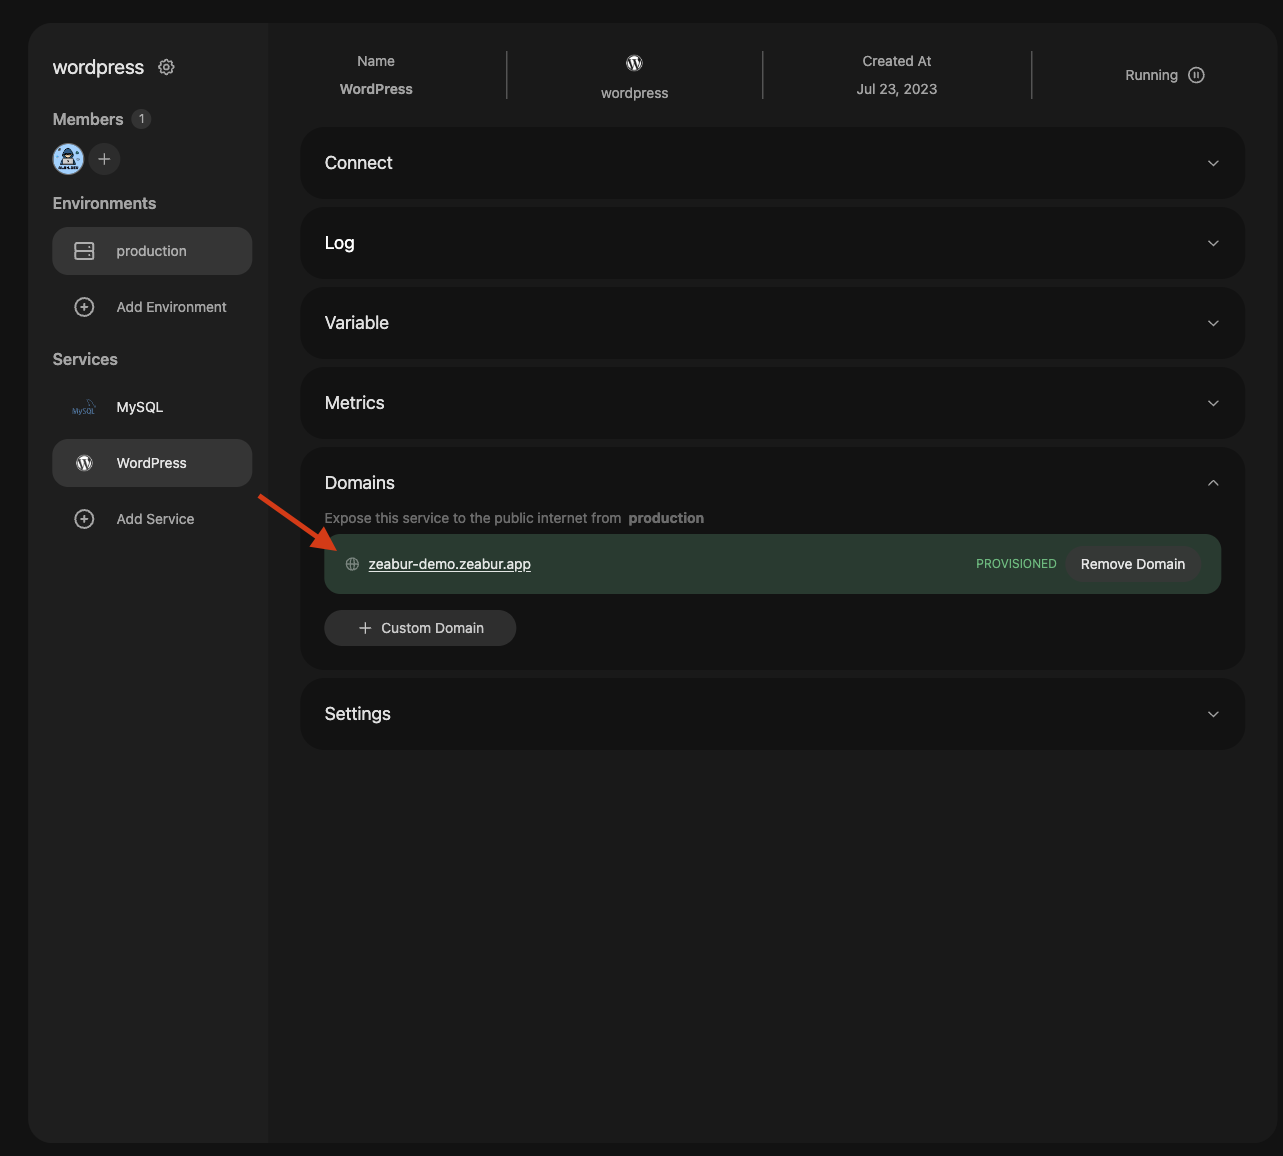 wordpress
Members 1
Environments
production
Add Environment
Services
MySQL MySQL
WordPress
Add Service
Name
WordPress
wordpress
Created At
Jul 23, 2023
Running
Connect
Log
Variable
Metrics
Domains
Expose this service to the public internet from production
zeabur-demo.zeabur.app PROVISIONED Remove Domain
Custom Domain
Settings